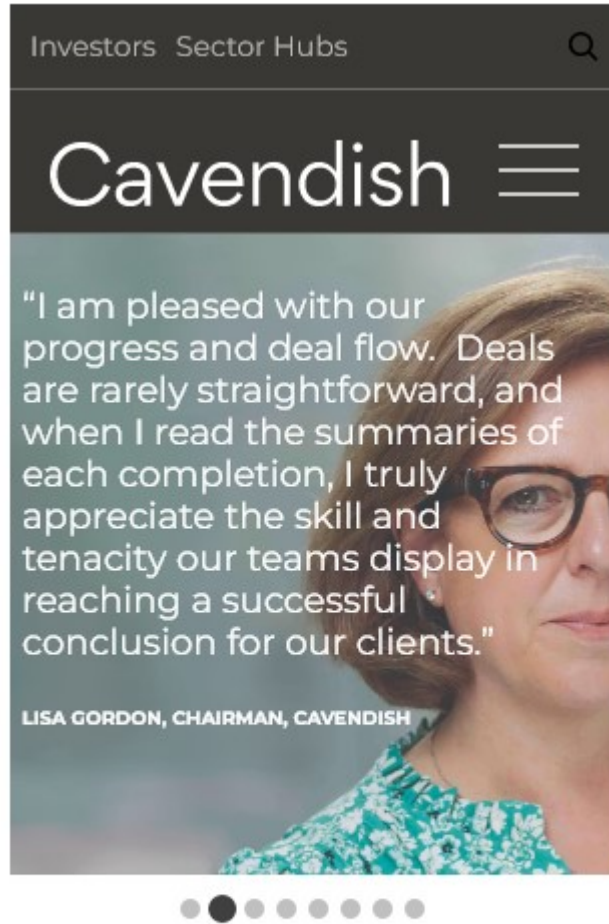 Investors Sector Hubs
Cavendish
“I am pleased with our
progress and deal flow.  Deals
are rarely straightforward, and
when I read the summaries of
each completion, I truly
appreciate the skill and
tenacity our teams display in
reaching a successful
conclusion for our clients.”
LISA GORDON, CHAIRMAN, CAVENDISH